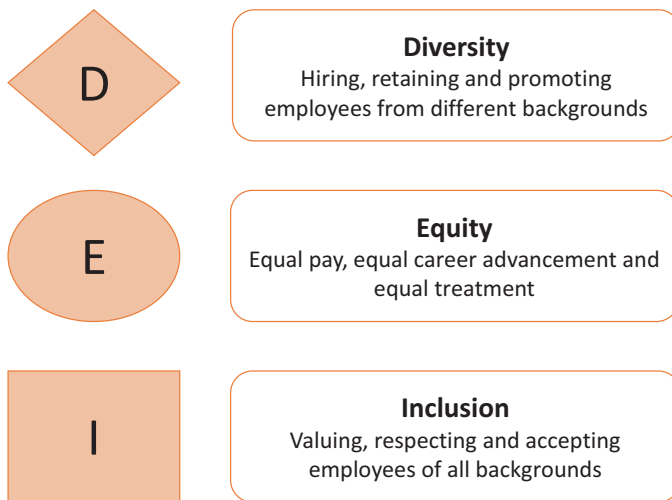 D
Diversity
Hiring, retaining and promoting
employees from different backgrounds
E
Equity
Equal pay, equal career advancement and
equal treatment
I
Inclusion
Valuing, respecting and accepting
employees of all backgrounds